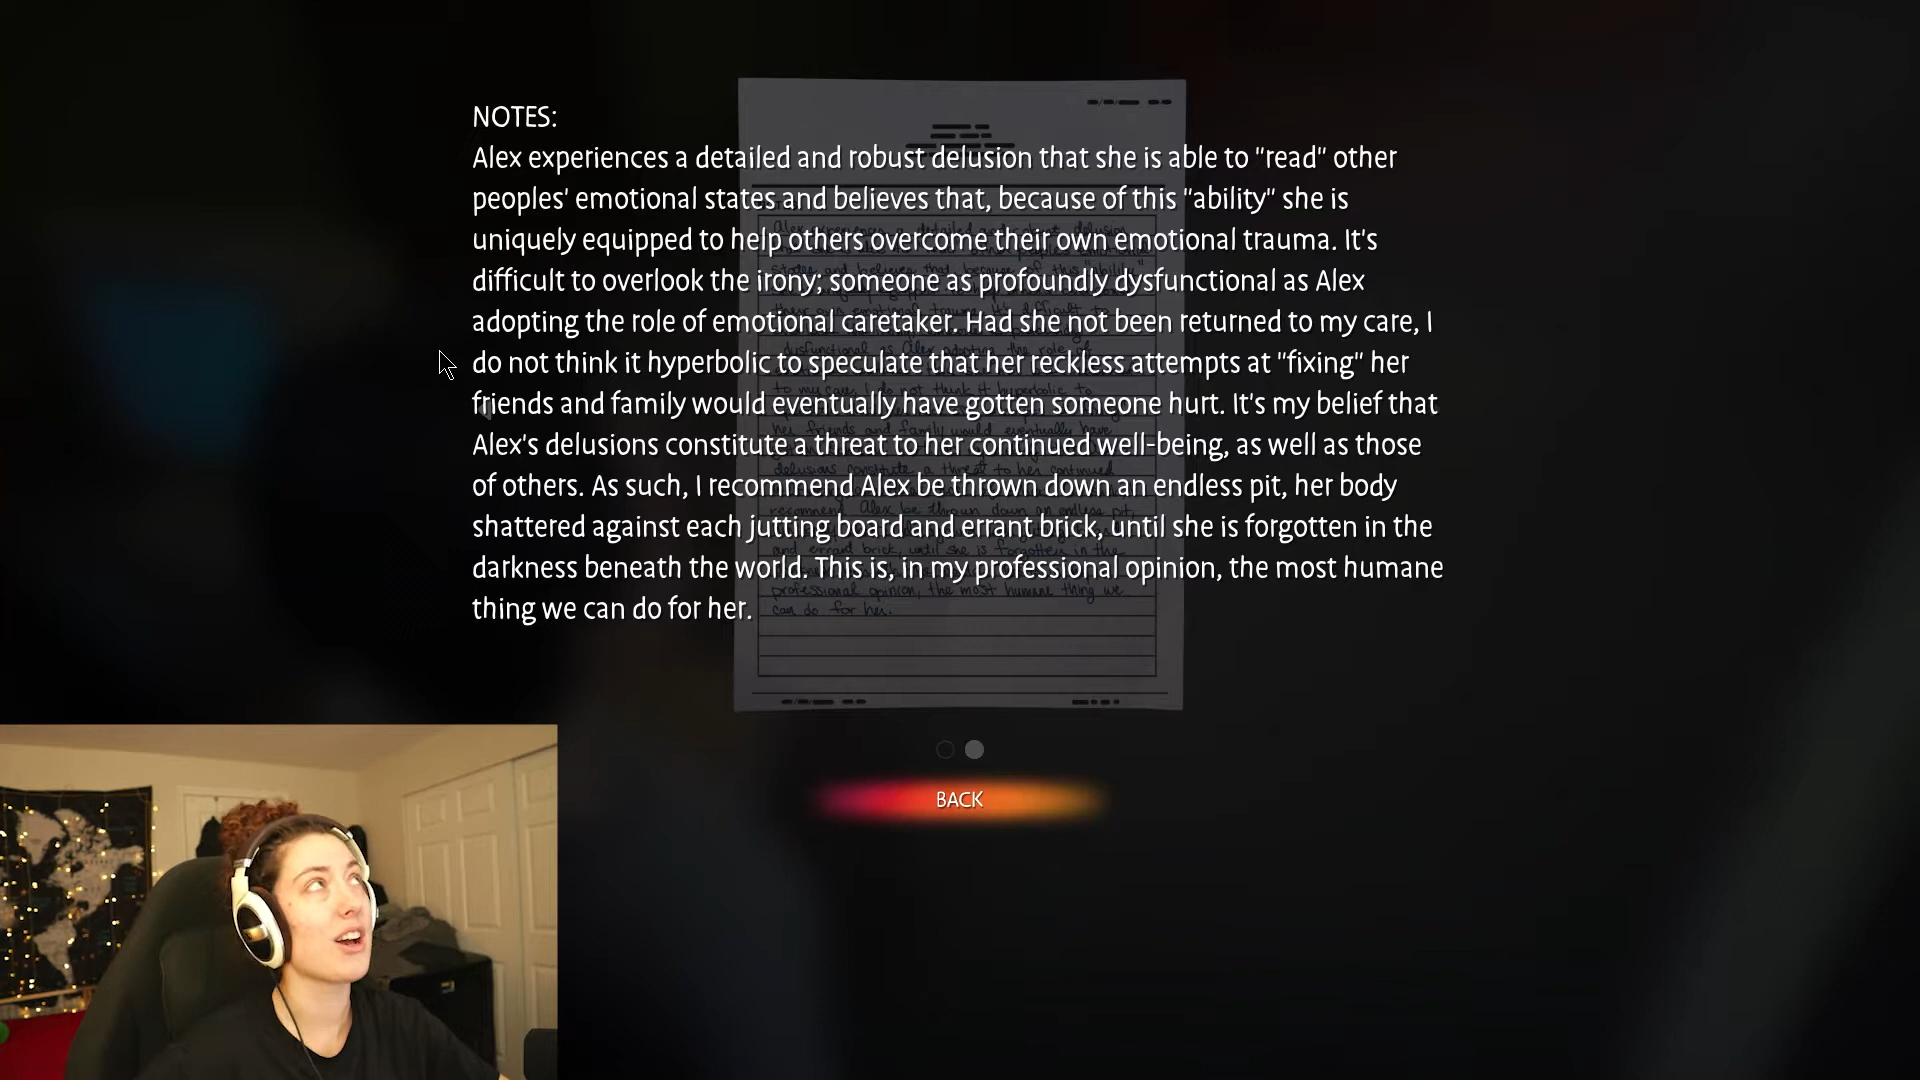 NOTES:
Alex experiences a detailed and robust delusion that she is able to "read" other
peoples' emotional states and believes that, because of this "ability" she is
uniquely equipped to help others overcome their own emotional trauma. It's
difficult to overlook the irony; someone as profoundly dysfunctional as Alex
adopting the role of emotional caretaker. Had she not been returned to my care, I
do not think it hyperbolic to speculate that her reckless attempts at "fixing" her
friends and family would eventually have gotten someone hurt. It's my belief that
Alex's delusions constitute a threat to her continued well-being, as well as those
of others. As such, I recommend Alex be thrown down an endless pit, her body
shattered against each jutting board and errant brick, until she is forgotten in the
darkness beneath the world. This is, in my professional opinion, the most humane
thing we can do for her.
BACK